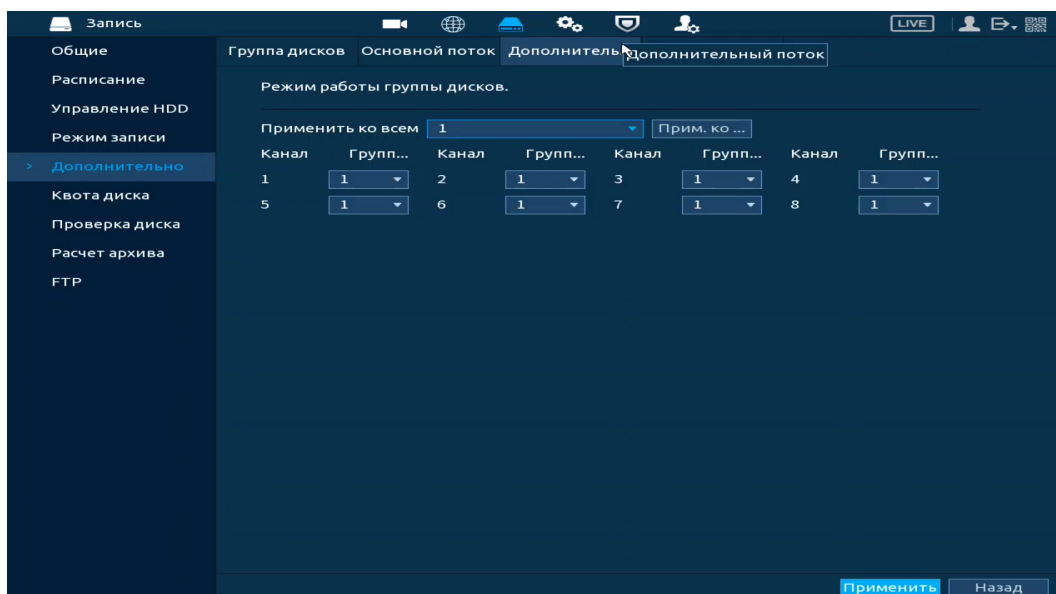 Запись LIVE
Общие
Расписание
Управление HDD
Режим записи
> Дополнительно
Квота диска
Проверка диска
Расчет архива
FTP
Группа дисков Основной поток Дополнитель
Дополнительный поток
Режим работы группы дисков.
Применить ко всем 1 Прим. ко ...
Канал Групп... Канал Групп... Канал Групп... Канал Групп...
1 1 2 1 3 1 4 1
5 1 6 1 7 1 8 1
Применить Назад